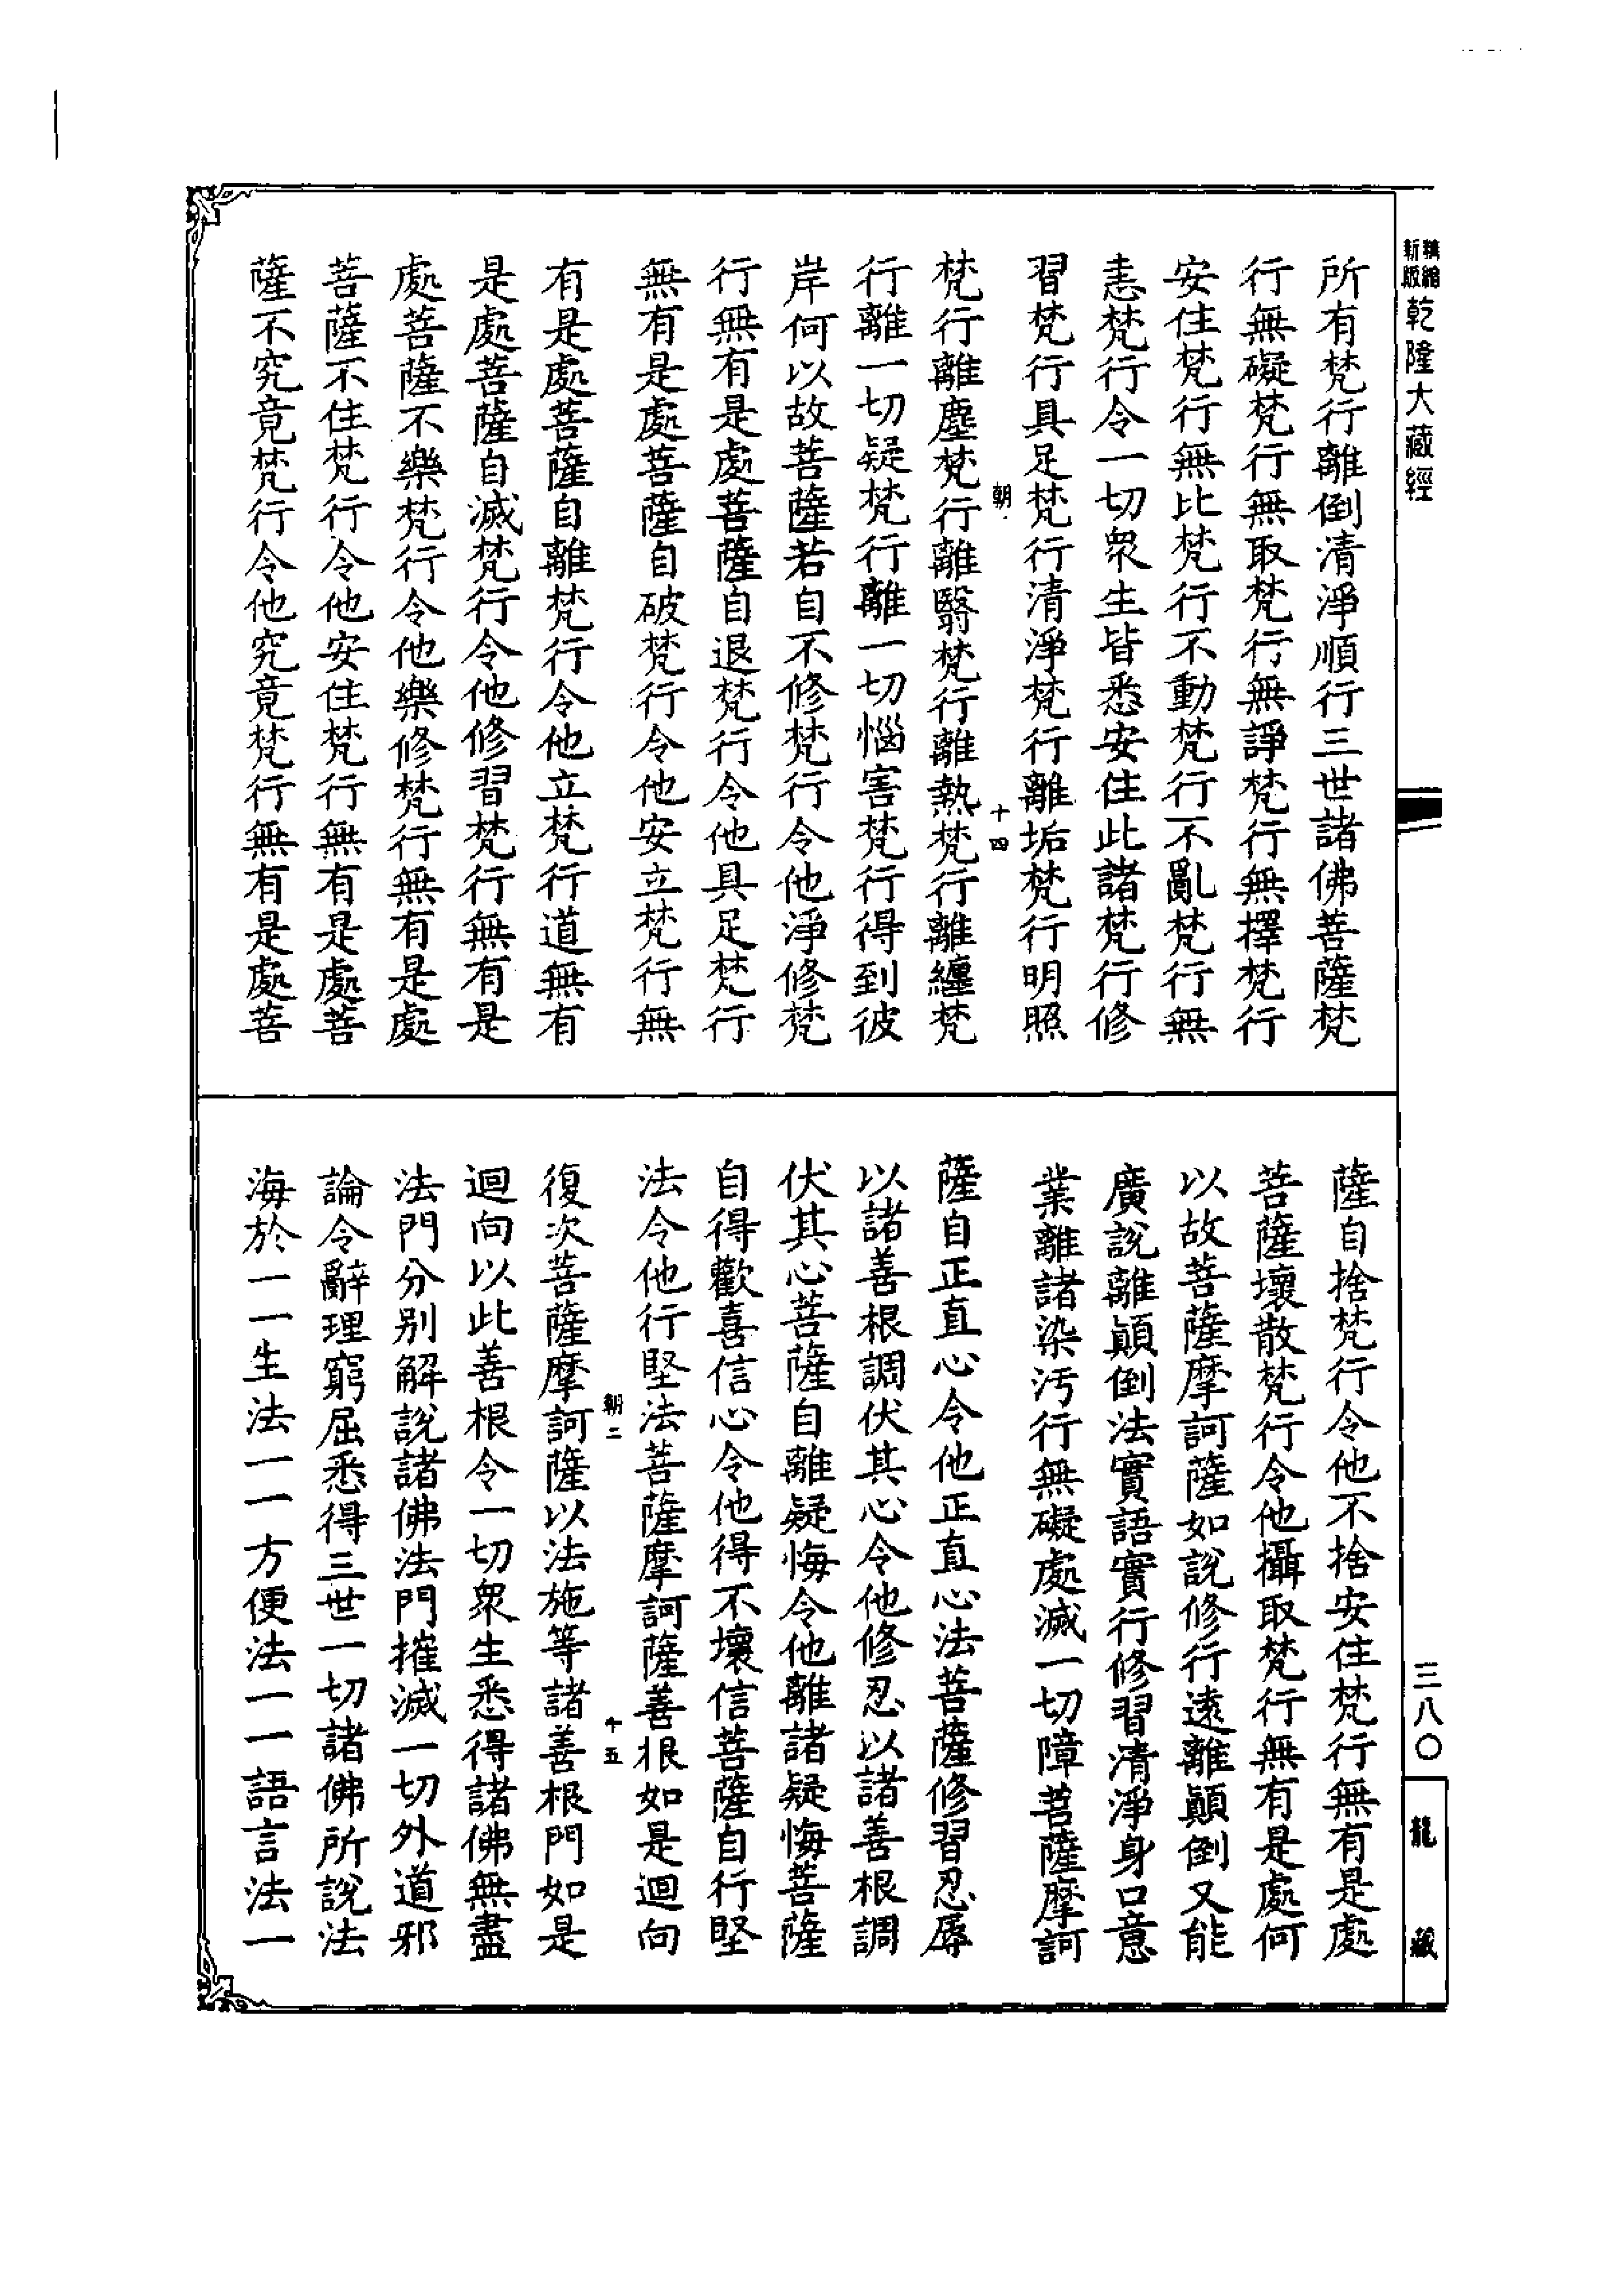 精縮
新版
乾隆大藏經
所有梵行離倒清淨順行三世諸佛菩薩梵
行無礙梵行無取梵行無諍梵行無擇梵行
安住梵行無比梵行不動梵行不亂梵行無
恚梵行令一切眾生皆悉安住此諸梵行修
習梵行具足梵行清淨梵行離垢梵行明照
朝
十四
梵行離塵梵行離翳梵行離熱梵行離纏梵
行離一切疑梵行離一切惱害梵行得到彼
岸何以故菩薩若自不修梵行令他淨修梵
行無有是處菩薩自退梵行令他具足梵行
無有是處菩薩自破梵行令他安立梵行無
有是處菩薩自離梵行令他立梵行道無有
是處菩薩自滅梵行令他修習梵行無有是
處菩薩不樂梵行令他樂修梵行無有是處
菩薩不住梵行令他安住梵行無有是處菩
薩不究竟梵行令他究竟梵行無有是處菩
薩自捨梵行令他不捨安住梵行無有是處
菩薩壞散梵行令他攝取梵行無有是處何
以故菩薩摩訶薩如說修行遠離顛倒又能
廣說離顛倒法實語實行修習清淨身口意
業離諸染污行無礙處滅一切障菩薩摩訶
薩自正直心令他正直心法菩薩修習忍辱
以諸善根調伏其心令他修忍以諸善根調
伏其心菩薩自離疑悔令他離諸疑悔菩薩
自得歡喜信心令他得不壞信菩薩自行堅
法令他行堅法菩薩摩訶薩善根如是迴向
朝二
十五
復次菩薩摩訶薩以法施等諸善根門如是
迴向以此善根令一切眾生悉得諸佛無盡
法門分別解說諸佛法門摧滅一切外道邪
論令辭理窮屈悉得三世一切諸佛所說法
海於一一生法一一方便法一一語言法一
三八〇
龍藏